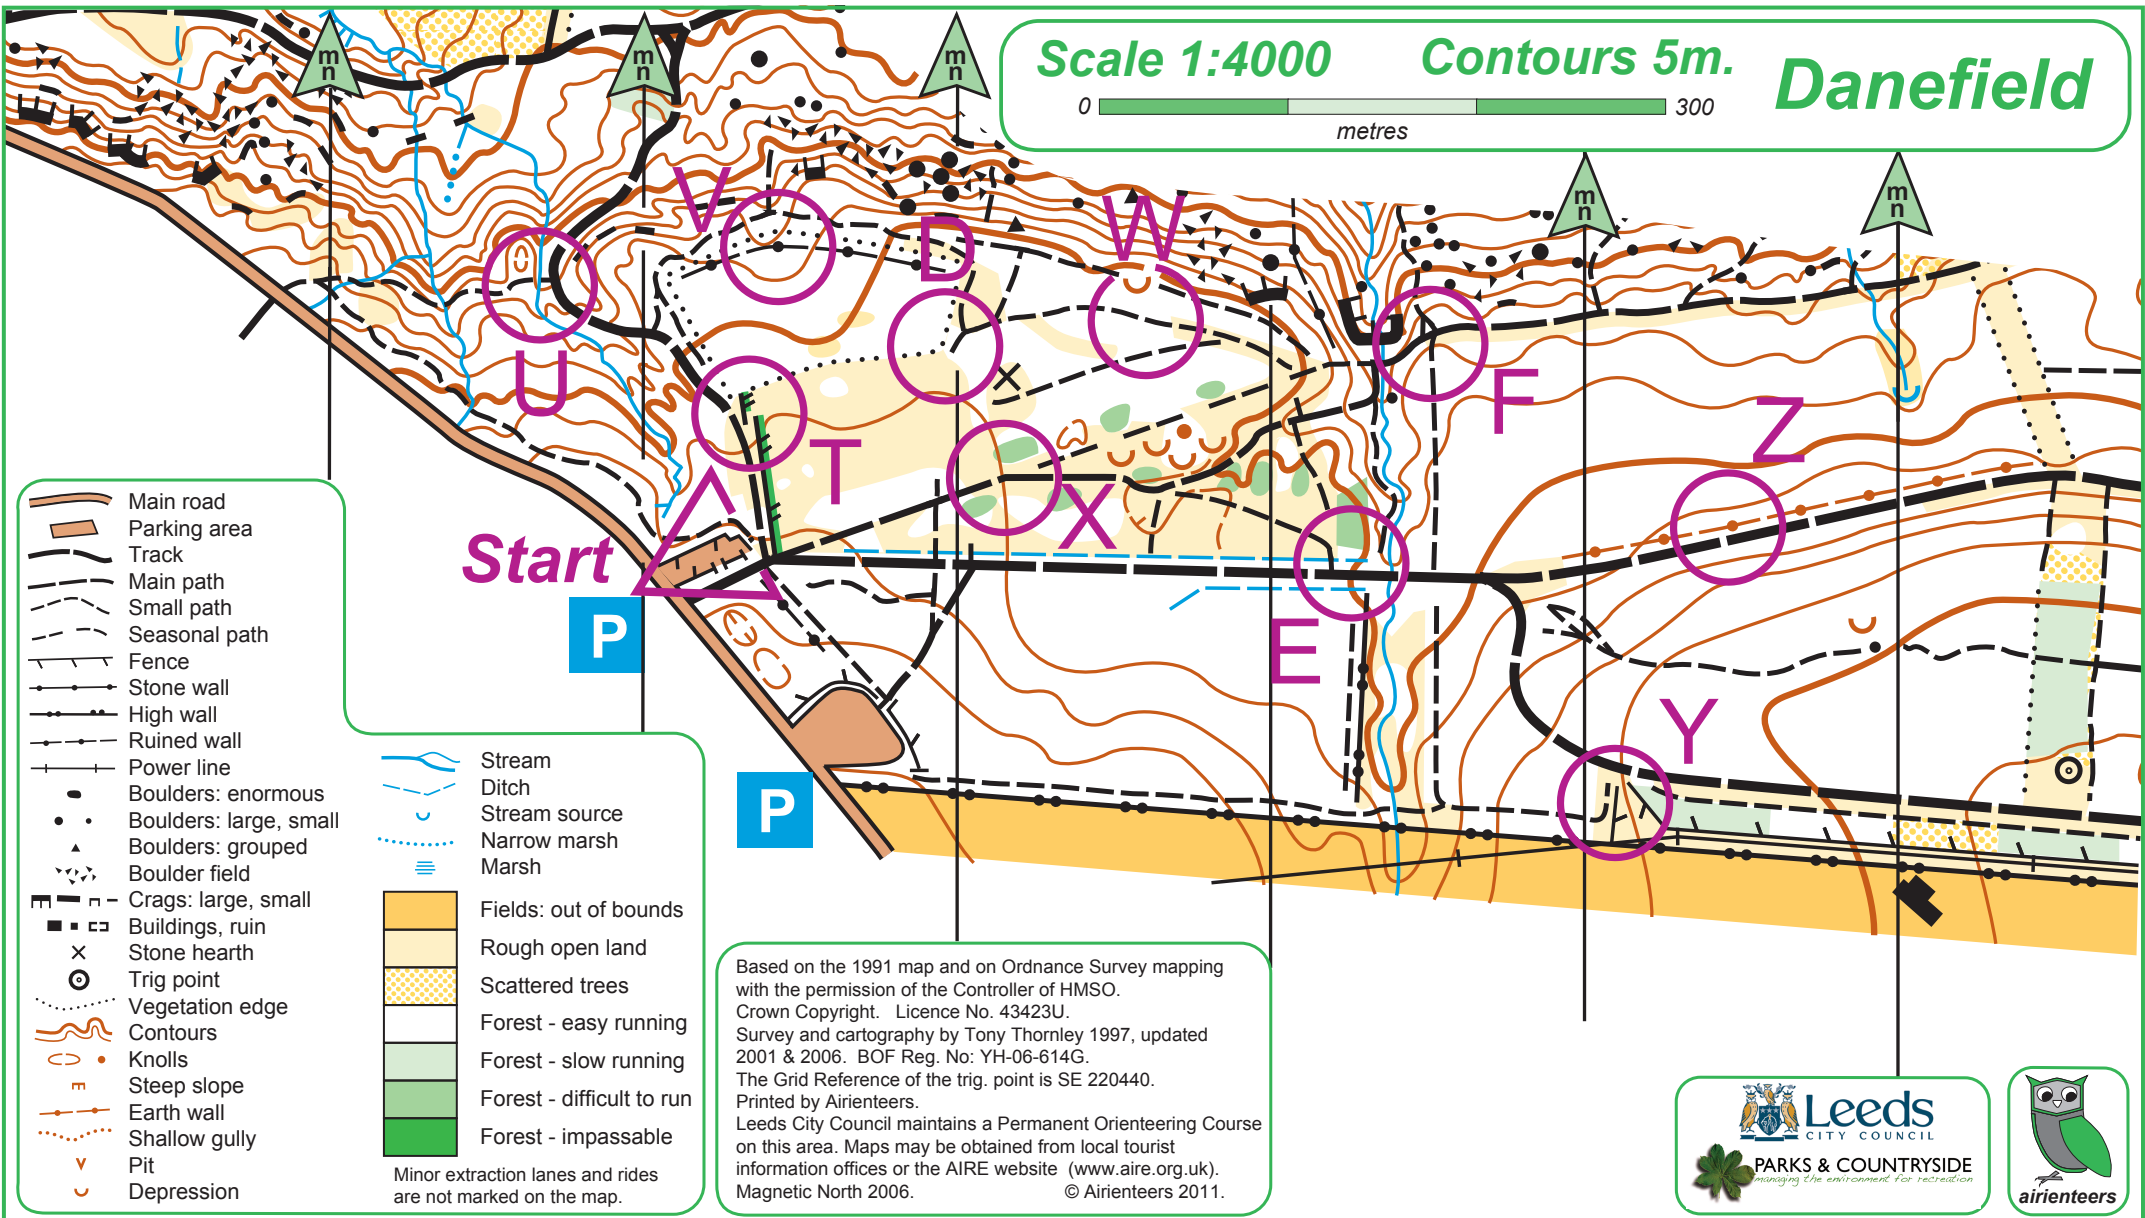 Scale 1:4000 Contours 5m. Danefield
0 300
metres
m
n
m
n
m
n
m
n
m
n
V
D
W
U
T
F
Z
X
Start
E
Y
P
P
Main road
Parking area
Track
Main path
Small path
Seasonal path
Fence
Stone wall
High wall
Ruined wall
Power line
Boulders: enormous
Boulders: large, small
Boulders: grouped
Boulder field
Crags: large, small
Buildings, ruin
Stone hearth
Trig point
Vegetation edge
Contours
Knolls
Steep slope
Earth wall
Shallow gully
Pit
Depression
Stream
Ditch
Stream source
Narrow marsh
Marsh
Fields: out of bounds
Rough open land
Scattered trees
Forest - easy running
Forest - slow running
Forest - difficult to run
Forest - impassable
Minor extraction lanes and rides
are not marked on the map.
Based on the 1991 map and on Ordnance Survey mapping
with the permission of the Controller of HMSO.
Crown Copyright. Licence No. 43423U.
Survey and cartography by Tony Thornley 1997, updated
2001 & 2006. BOF Reg. No: YH-06-614G.
The Grid Reference of the trig. point is SE 220440.
Printed by Airienteers.
Leeds City Council maintains a Permanent Orienteering Course
on this area. Maps may be obtained from local tourist
information offices or the AIRE website (www.aire.org.uk).
Magnetic North 2006. © Airienteers 2011.
Leeds
CITY COUNCIL
PARKS & COUNTRYSIDE
managing the environment for recreation
airienteers